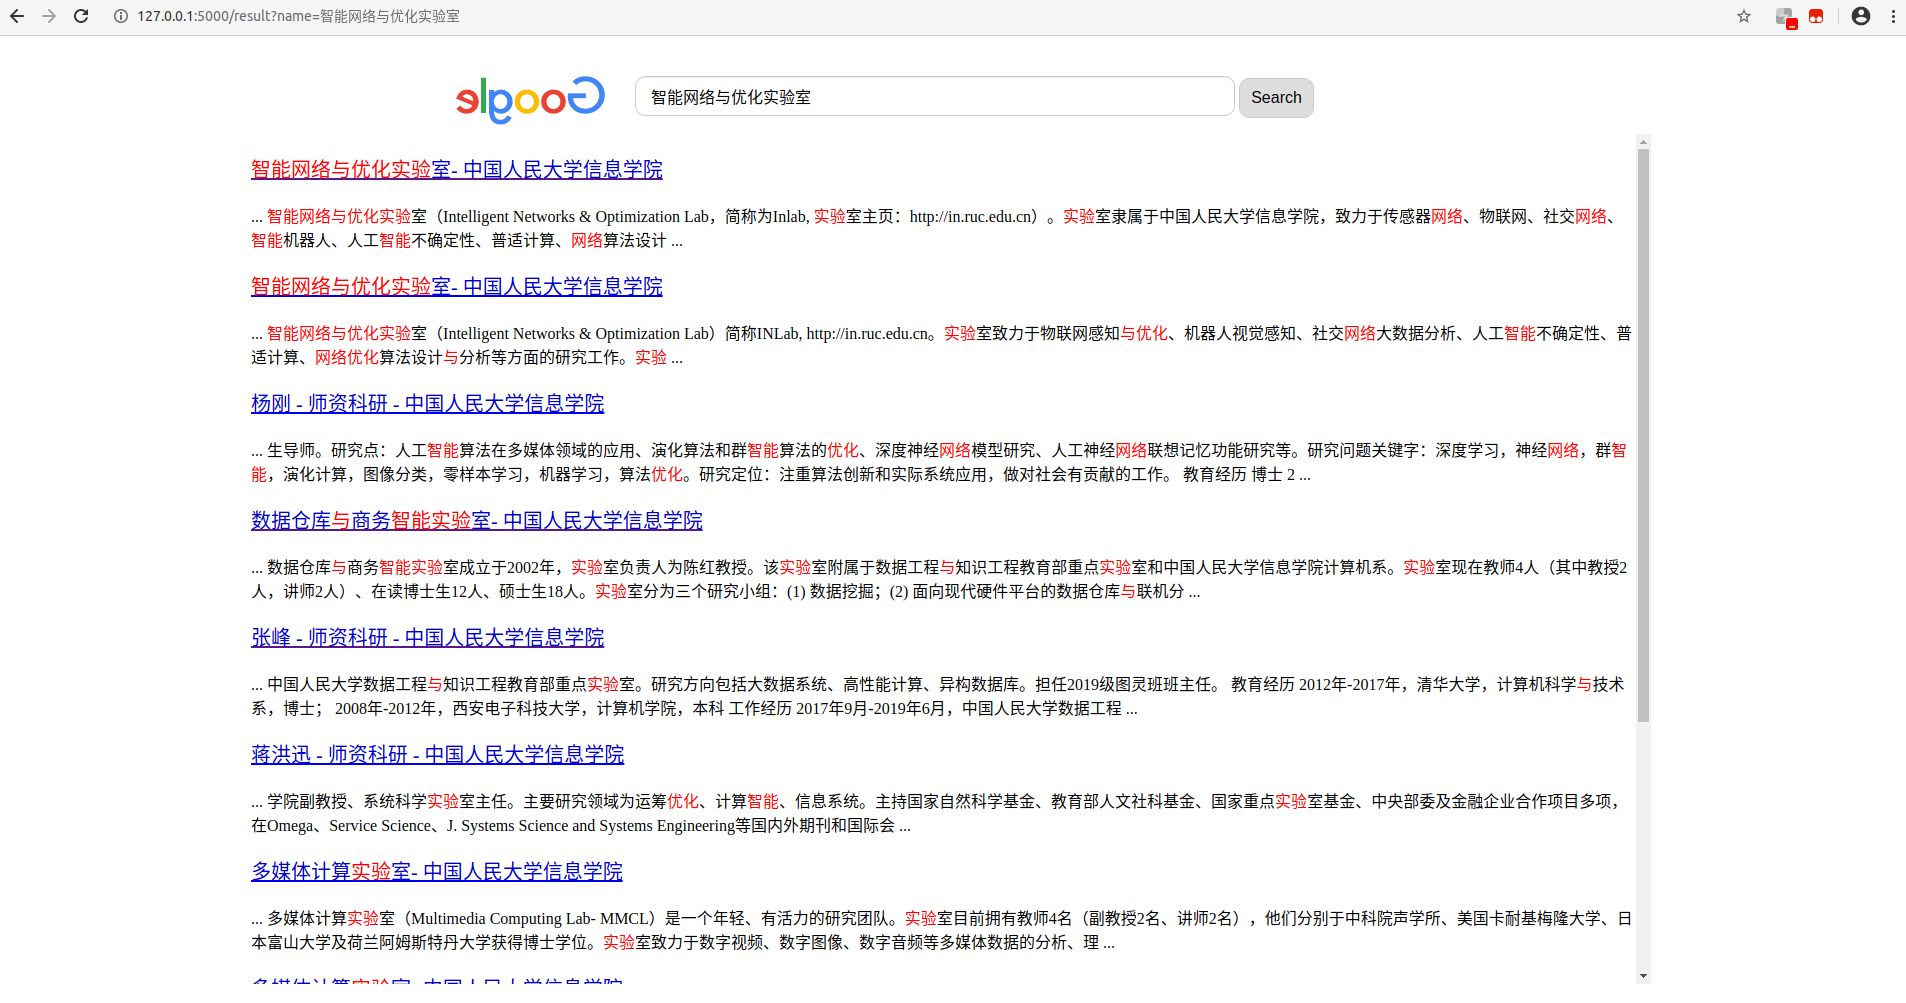 127.0.0.1:5000/result?name=智能网络与优化实验室
elgooG
智能网络与优化实验室
Search
智能网络与优化实验室- 中国人民大学信息学院
... 智能网络与优化实验室（Intelligent Networks & Optimization Lab，简称为Inlab, 实验室主页：http://in.ruc.edu.cn）。实验室隶属于中国人民大学信息学院，致力于传感器网络、物联网、社交网络、
智能机器人、人工智能不确定性、普适计算、网络算法设计 ...
智能网络与优化实验室- 中国人民大学信息学院
... 智能网络与优化实验室（Intelligent Networks & Optimization Lab）简称INLab, http://in.ruc.edu.cn。实验室致力于物联网感知与优化、机器人视觉感知、社交网络大数据分析、人工智能不确定性、普
适计算、网络优化算法设计与分析等方面的研究工作。实验 ...
杨刚 - 师资科研 - 中国人民大学信息学院
... 生导师。研究点：人工智能算法在多媒体领域的应用、演化算法和群智能算法的优化、深度神经网络模型研究、人工神经网络联想记忆功能研究等。研究问题关键字：深度学习，神经网络，群智
能，演化计算，图像分类，零样本学习，机器学习，算法优化。研究定位：注重算法创新和实际系统应用，做对社会有贡献的工作。 教育经历 博士 2 ...
数据仓库与商务智能实验室- 中国人民大学信息学院
... 数据仓库与商务智能实验室成立于2002年，实验室负责人为陈红教授。该实验室附属于数据工程与知识工程教育部重点实验室和中国人民大学信息学院计算机系。实验室现在教师4人（其中教授2
人，讲师2人）、在读博士生12人、硕士生18人。实验室分为三个研究小组：(1) 数据挖掘；(2) 面向现代硬件平台的数据仓库与联机分 ...
张峰 - 师资科研 - 中国人民大学信息学院
... 中国人民大学数据工程与知识工程教育部重点实验室。研究方向包括大数据系统、高性能计算、异构数据库。担任2019级图灵班班主任。 教育经历 2012年-2017年，清华大学，计算机科学与技术
系，博士； 2008年-2012年，西安电子科技大学，计算机学院，本科 工作经历 2017年9月-2019年6月，中国人民大学数据工程 ...
蒋洪迅 - 师资科研 - 中国人民大学信息学院
... 学院副教授、系统科学实验室主任。主要研究领域为运筹优化、计算智能、信息系统。主持国家自然科学基金、教育部人文社科基金、国家重点实验室基金、中央部委及金融企业合作项目多项，
在Omega、Service Science、J. Systems Science and Systems Engineering等国内外期刊和国际会 ...
多媒体计算实验室- 中国人民大学信息学院
... 多媒体计算实验室（Multimedia Computing Lab- MMCL）是一个年轻、有活力的研究团队。实验室目前拥有教师4名（副教授2名、讲师2名），他们分别于中科院声学所、美国卡耐基梅隆大学、日
本富山大学及荷兰阿姆斯特丹大学获得博士学位。实验室致力于数字视频、数字图像、数字音频等多媒体数据的分析、理 ...
多媒体计算实验室- 中国人民大学信息学院